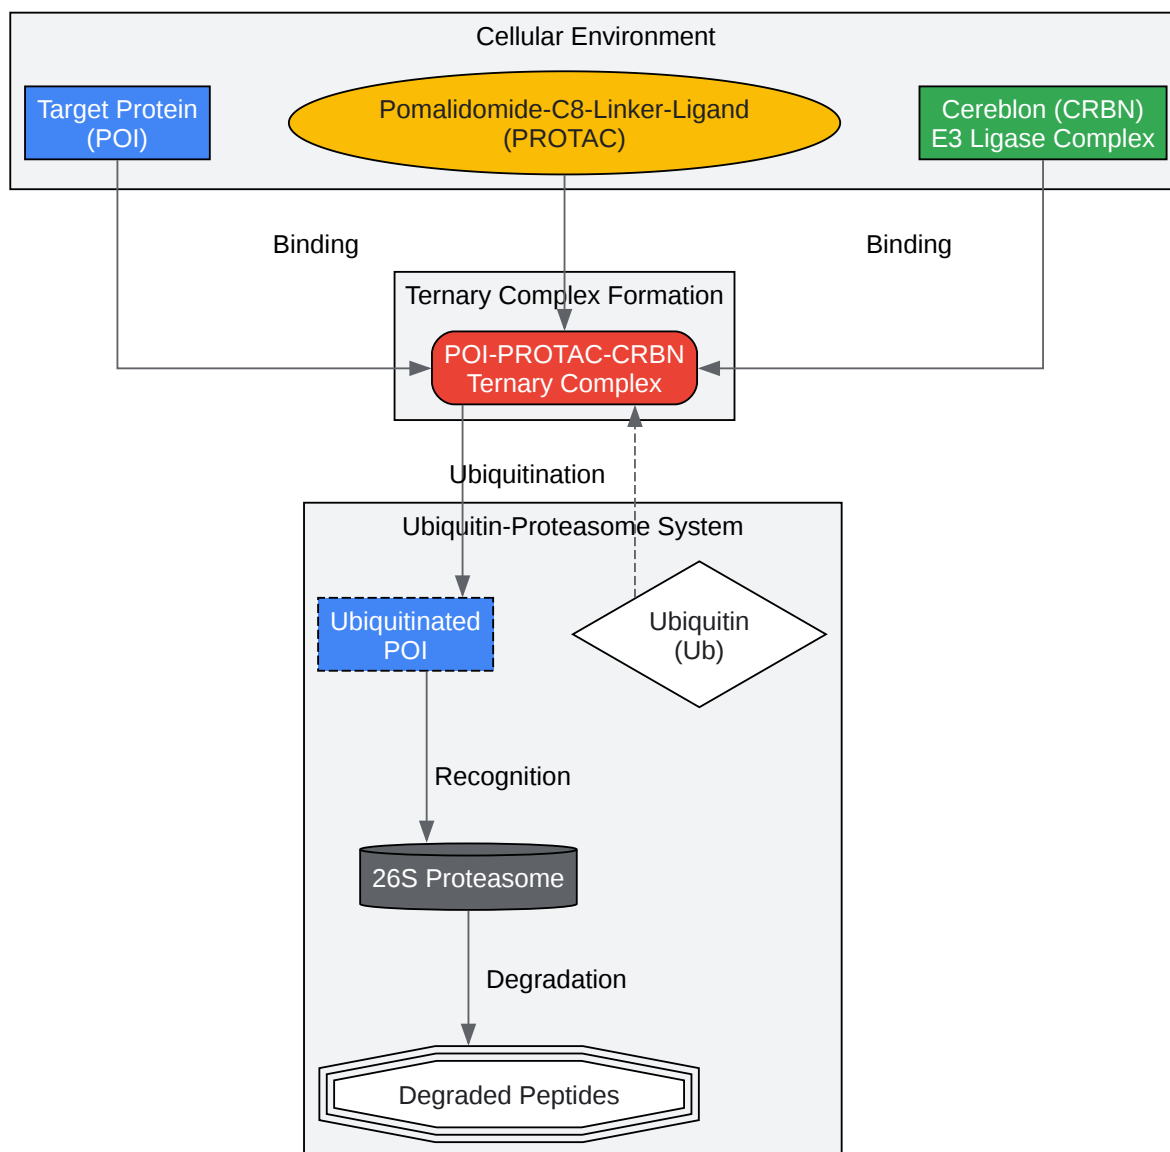 Cellular Environment
Target Protein
(POI)
Pomalidomide-C8-Linker-Ligand
(PROTAC)
Cereblon (CRBN)
E3 Ligase Complex
Binding
Binding
Ternary Complex Formation
POI-PROTAC-CRBN
Ternary Complex
Ubiquitination
Ubiquitin-Proteasome System
Ubiquitinated
POI
Ubiquitin
(Ub)
Recognition
26S Proteasome
Degradation
Degraded Peptides